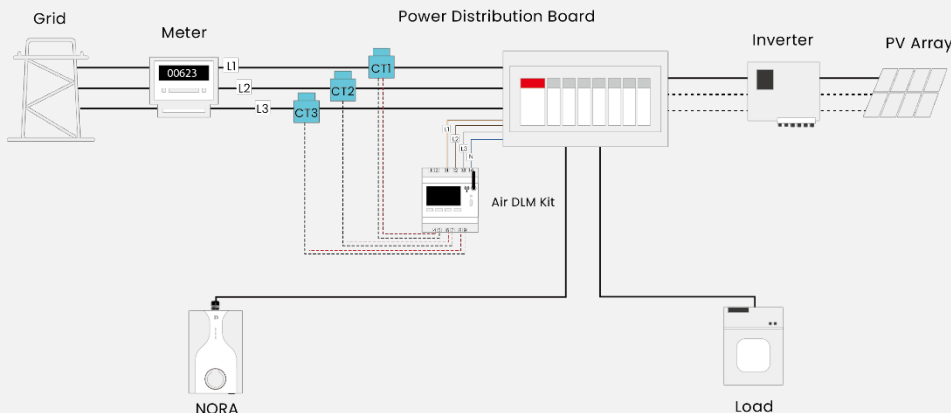 Power Distribution Board
Grid
Meter
Inverter
PV Array
L1
CT1
00623
L2
CT2
L3
CT3
L1
L2
L3
N
Air DLM Kit
NORA
Load